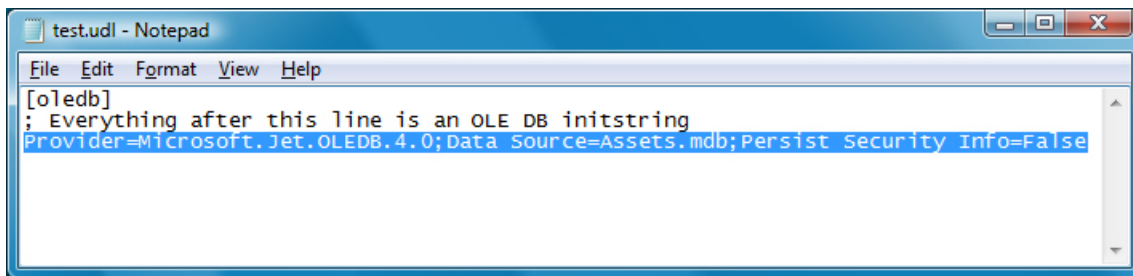 test.udl - Notepad
File Edit Format View Help
[oledb]
; Everything after this line is an OLE DB initstring
Provider=Microsoft.Jet.OLEDB.4.0;Data Source=Assets.mdb;Persist Security Info=False